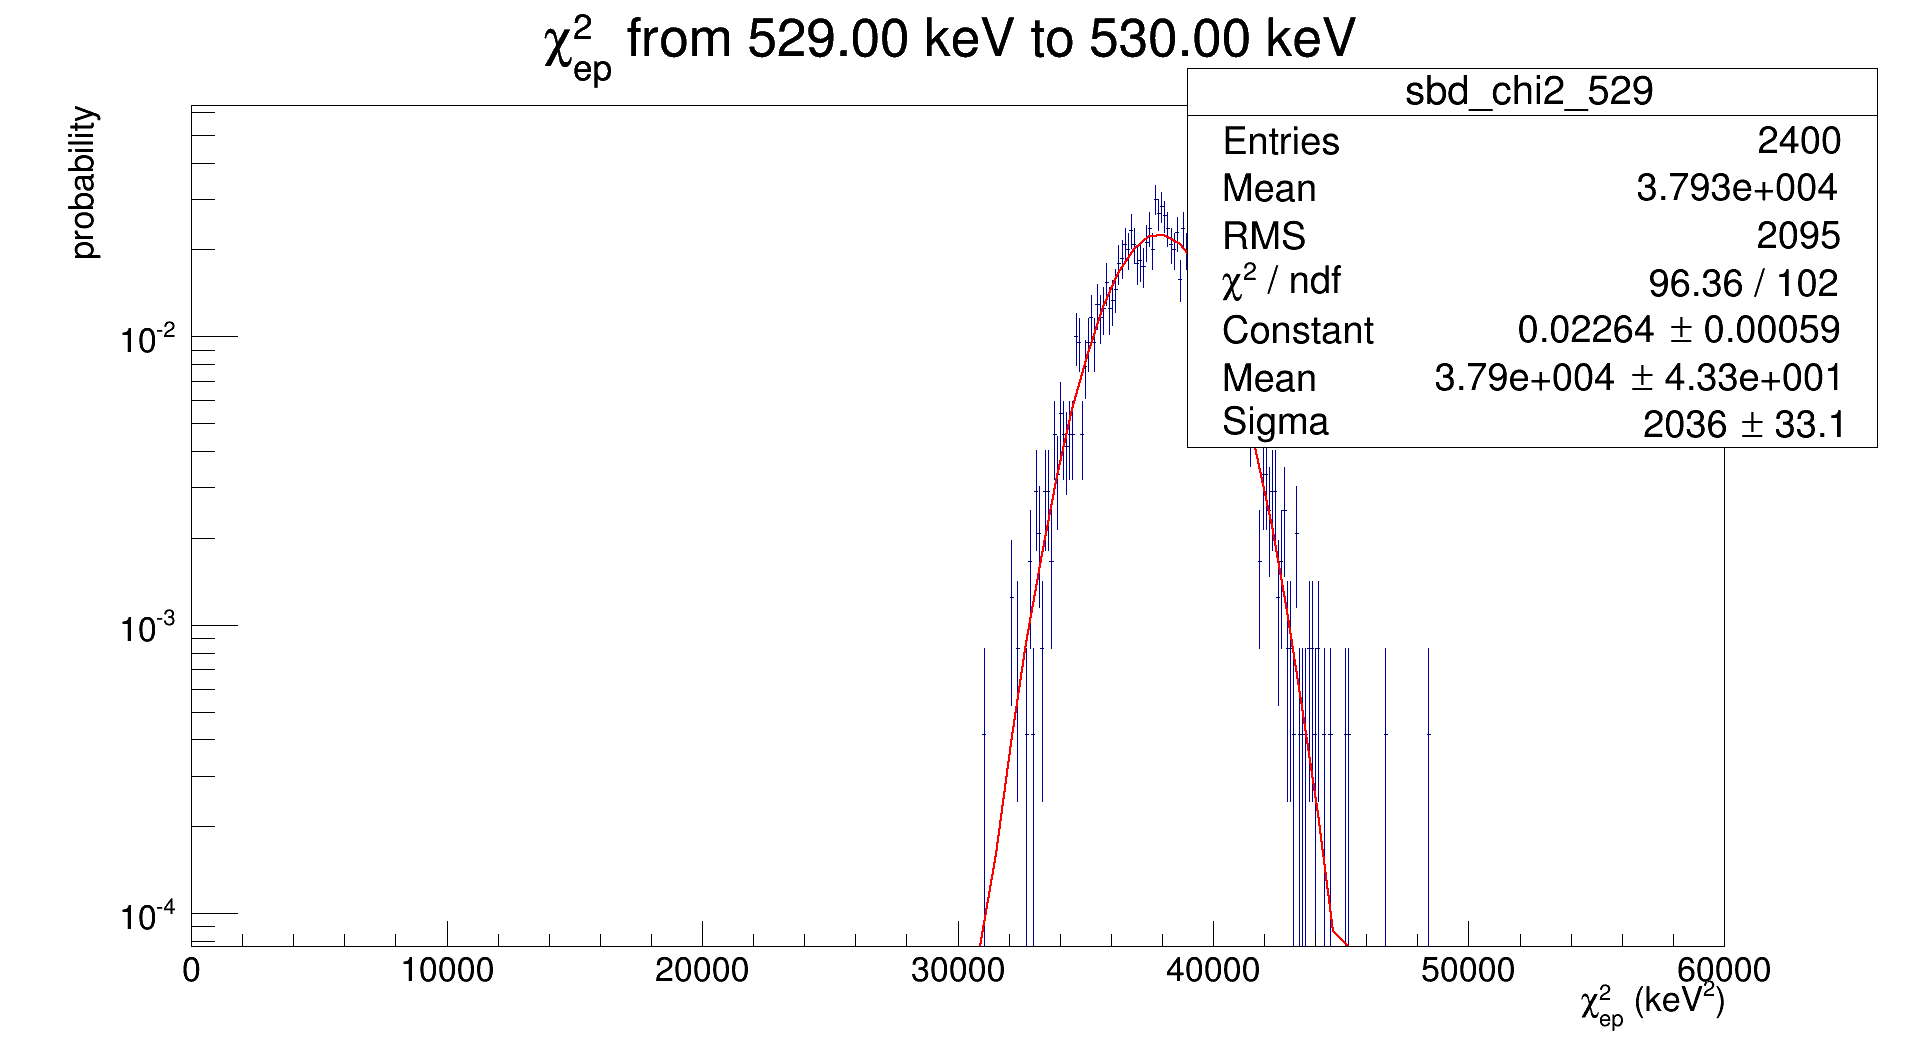 χ²ep from 529.00 keV to 530.00 keV
sbd_chi2_529
Entries 2400
Mean 3.793e+004
RMS 2095
χ² / ndf 96.36 / 102
Constant 0.02264 ± 0.00059
Mean 3.79e+004 ± 4.33e+001
Sigma 2036 ± 33.1
probability
10⁻²
10⁻³
10⁻⁴
0 10000 20000 30000 40000 50000 60000
χ²ep (keV²)